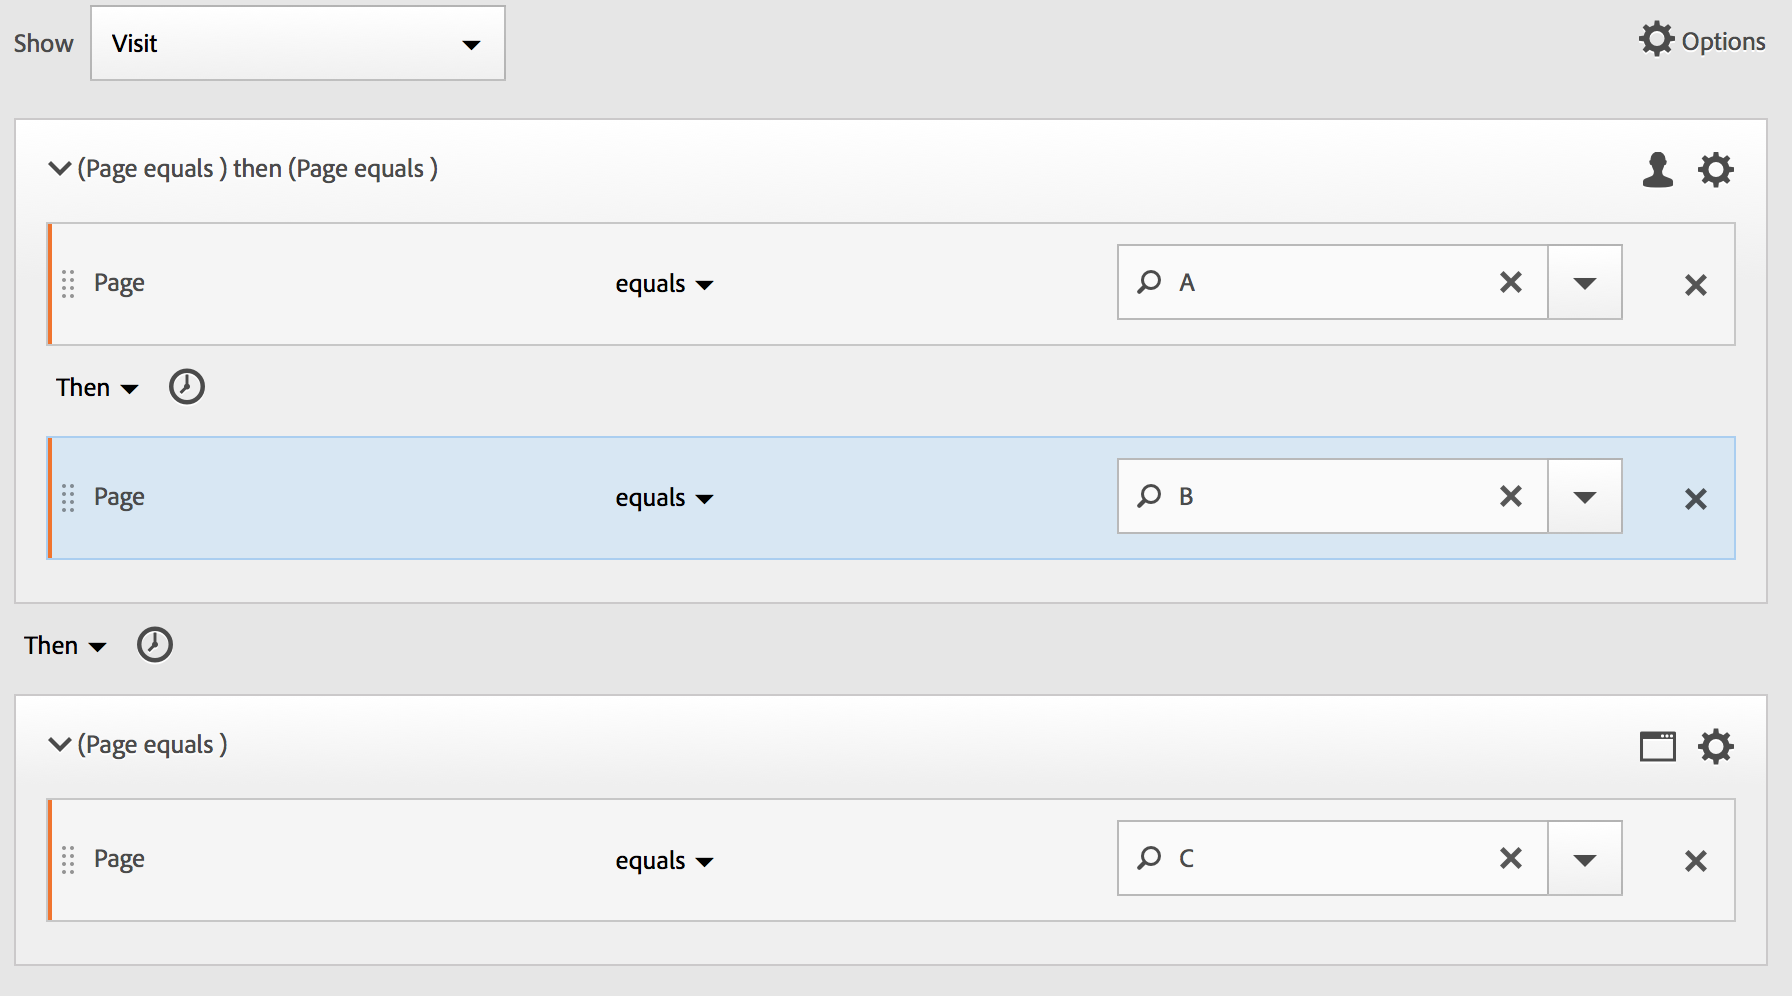 Show Visit Options
(Page equals ) then (Page equals )
Page equals A
Then
Page equals B
Then
(Page equals )
Page equals C